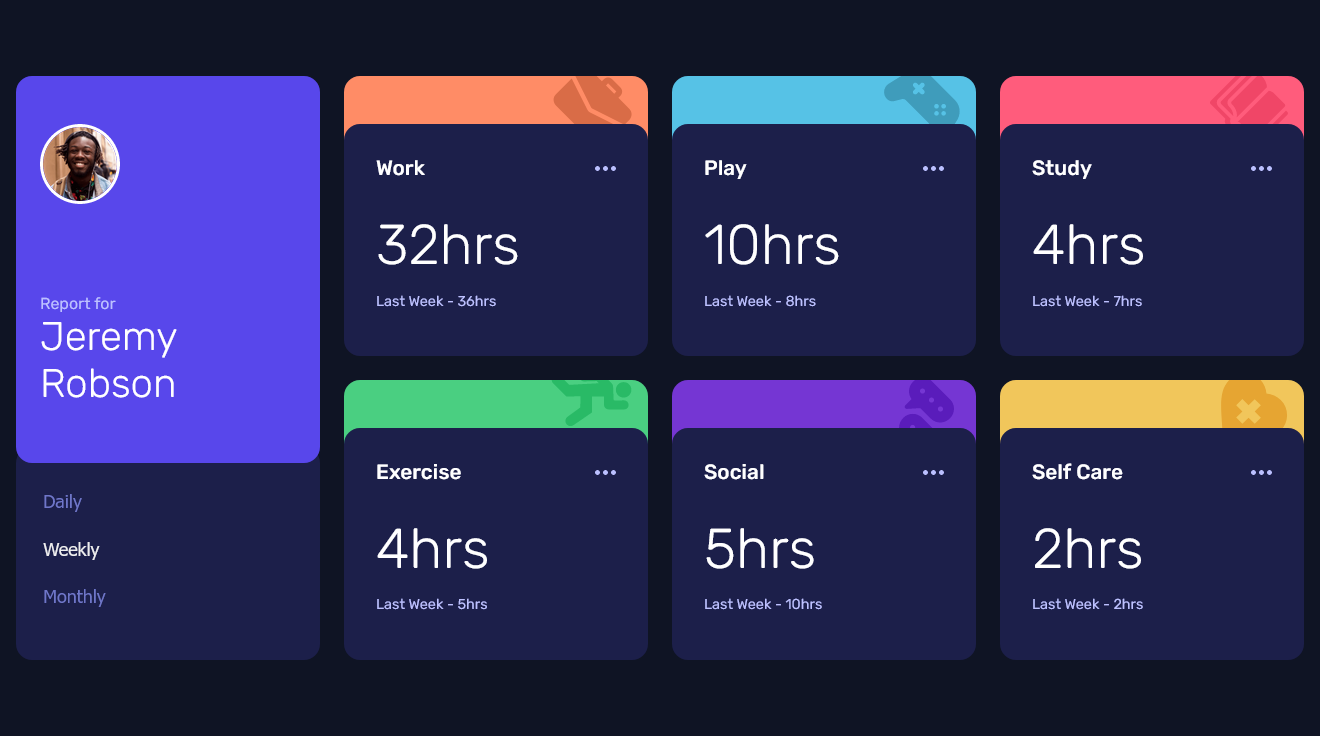 Report for
Jeremy
Robson
Daily
Weekly
Monthly
Work
32hrs
Last Week - 36hrs
Play
10hrs
Last Week - 8hrs
Study
4hrs
Last Week - 7hrs
Exercise
4hrs
Last Week - 5hrs
Social
5hrs
Last Week - 10hrs
Self Care
2hrs
Last Week - 2hrs